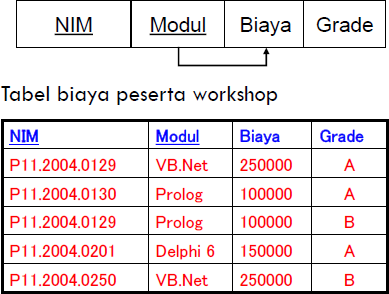 NIM Modul Biaya Grade
Tabel biaya peserta workshop
NIM Modul Biaya Grade
P11.2004.0129 VB.Net 250000 A
P11.2004.0130 Prolog 100000 A
P11.2004.0129 Prolog 100000 B
P11.2004.0201 Delphi 6 150000 A
P11.2004.0250 VB.Net 250000 B